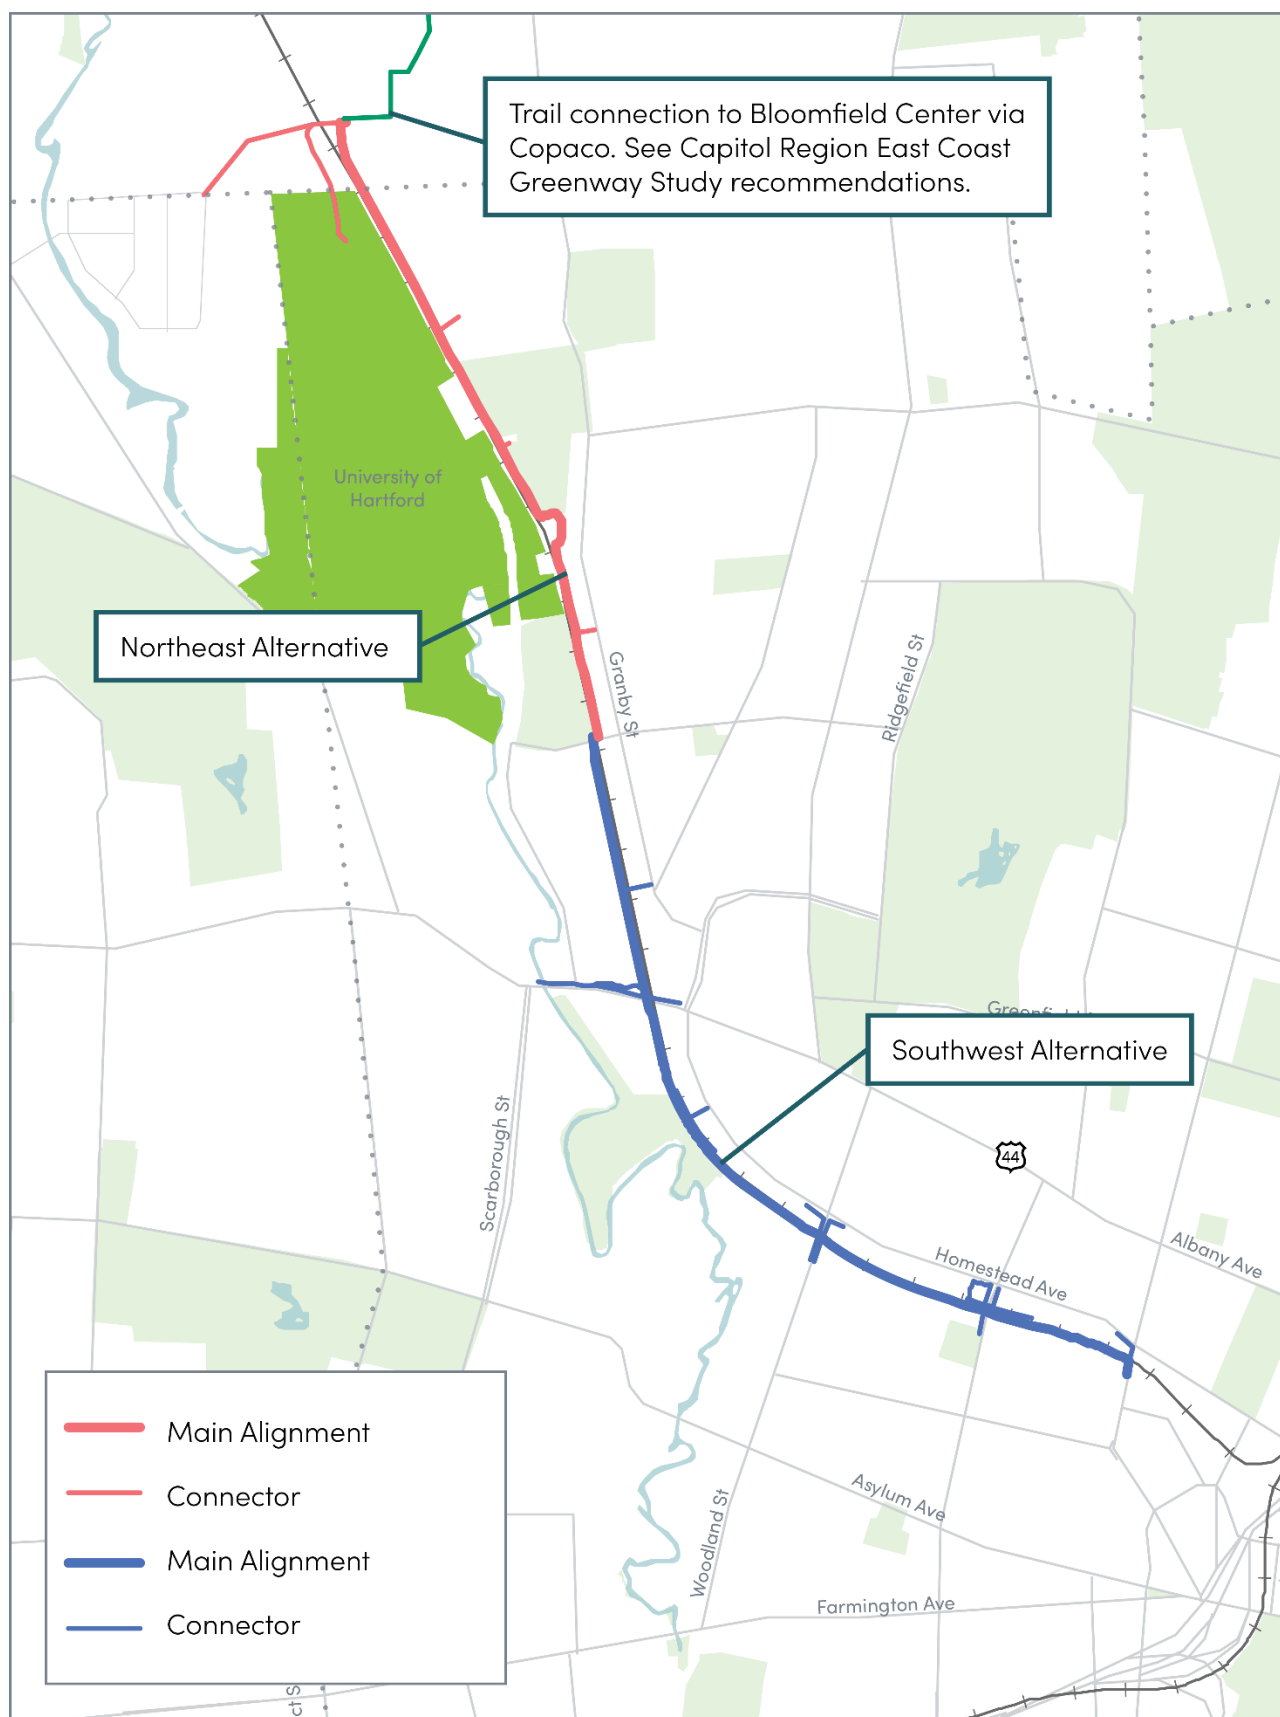 Trail connection to Bloomfield Center via
Copaco. See Capitol Region East Coast
Greenway Study recommendations.
University of
Hartford
Northeast Alternative
Granby St
Ridgefield St
Southwest Alternative
Scarborough St
44
Albany Ave
Homestead Ave
Main Alignment
Connector
Main Alignment
Connector
Asylum Ave
Woodland St
Farmington Ave